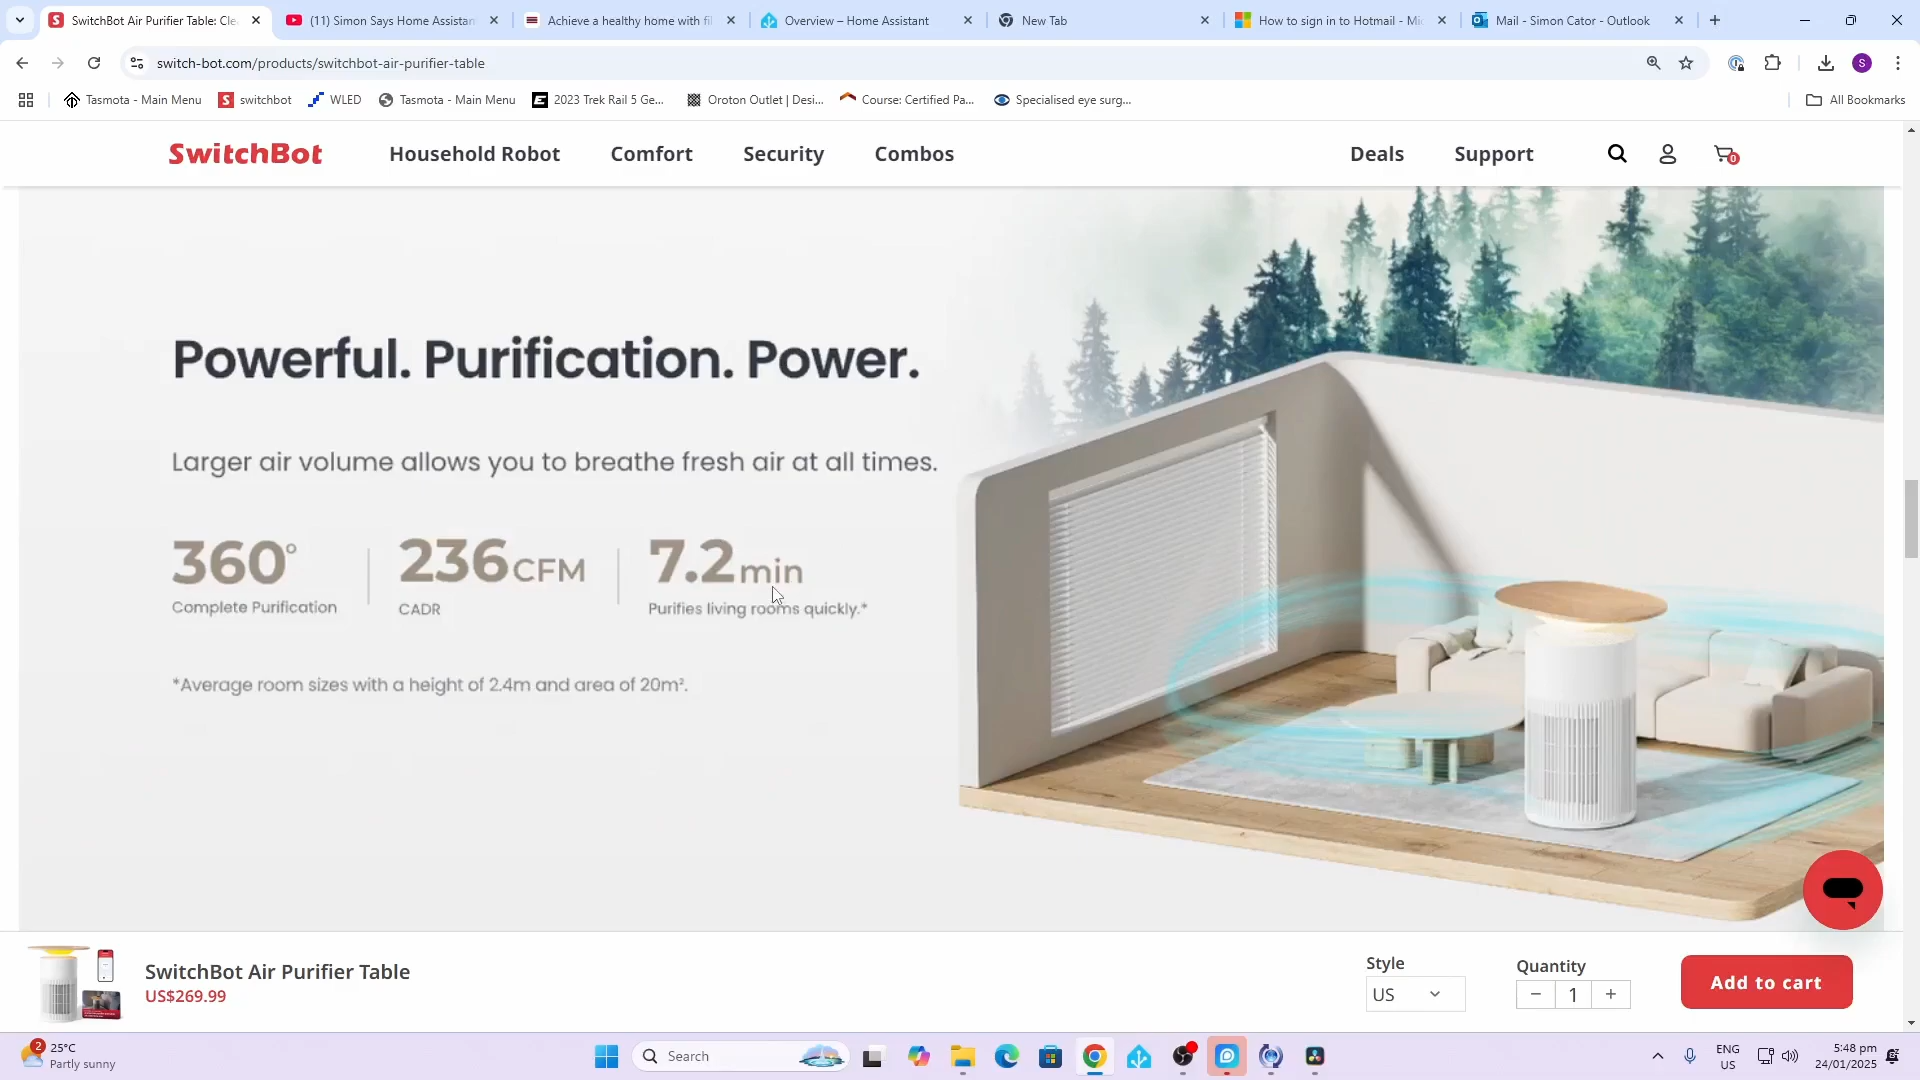 SwitchBot Air Purifier Table: Cle
(11) Simon Says Home Assistan
Achieve a healthy home with fil
Overview – Home Assistant
New Tab
How to sign in to Hotmail - Mic
Mail - Simon Cator - Outlook
switch-bot.com/products/switchbot-air-purifier-table
S
Tasmota - Main Menu
switchbot
WLED
Tasmota - Main Menu
2023 Trek Rail 5 Ge...
Oroton Outlet | Desi...
Course: Certified Pa...
Specialised eye surg...
All Bookmarks
SwitchBot
Household Robot
Comfort
Security
Combos
Deals
Support
0
Powerful. Purification. Power.
Larger air volume allows you to breathe fresh air at all times.
360°
Complete Purification
236CFM
CADR
7.2min
Purifies living rooms quickly.*
*Average room sizes with a height of 2.4m and area of 20m².
SwitchBot Air Purifier Table
US$269.99
Style
US
Quantity
1
Add to cart
2
25°C
Partly sunny
Search
ENG
US
5:48 pm
24/01/2025